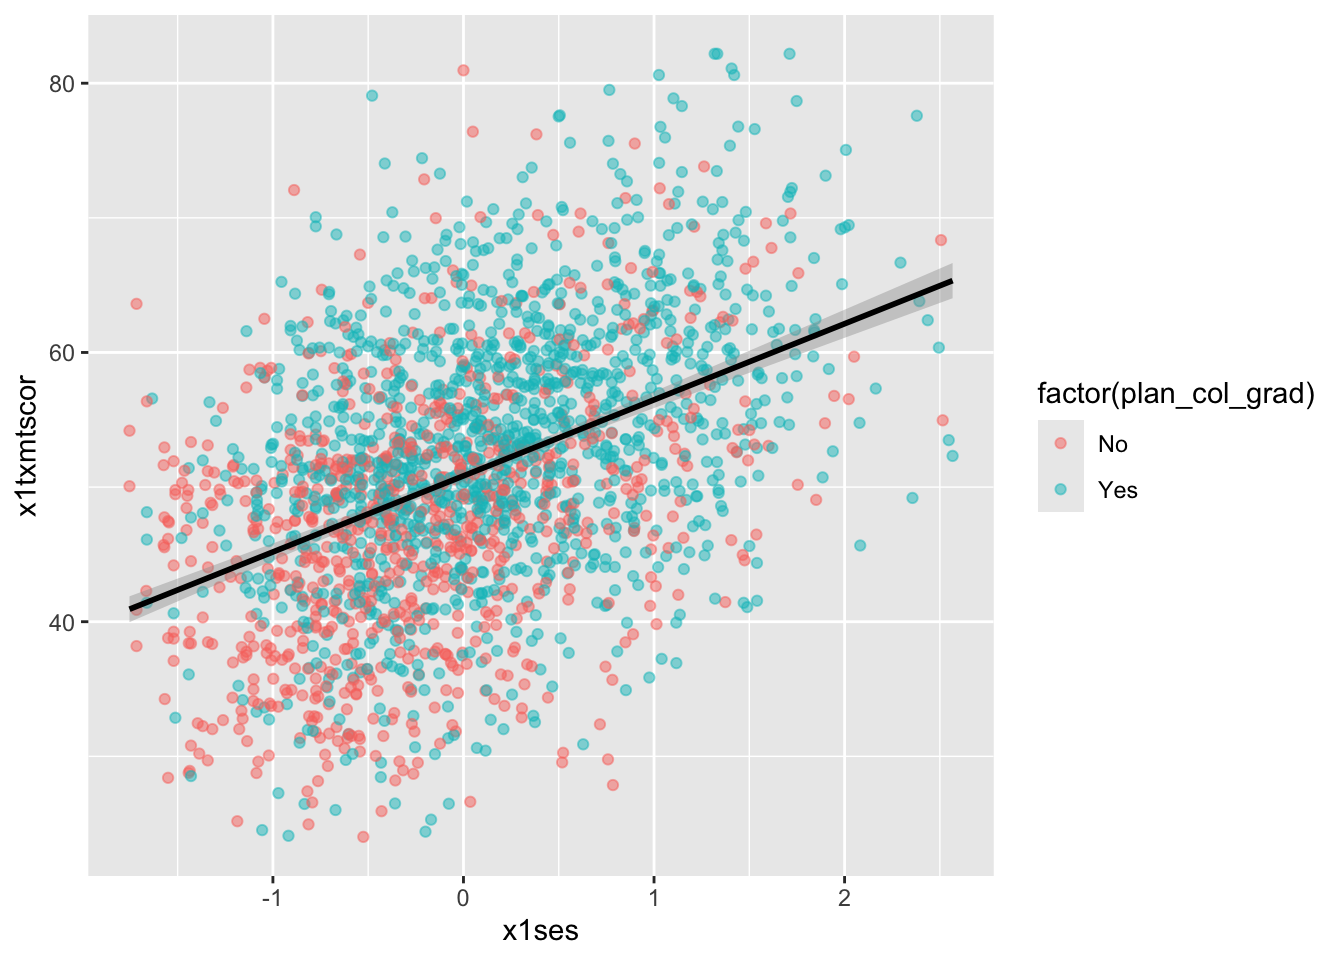 80
60
40
x1txmtscor
-1
0
1
2
x1ses
factor(plan_col_grad)
No
Yes